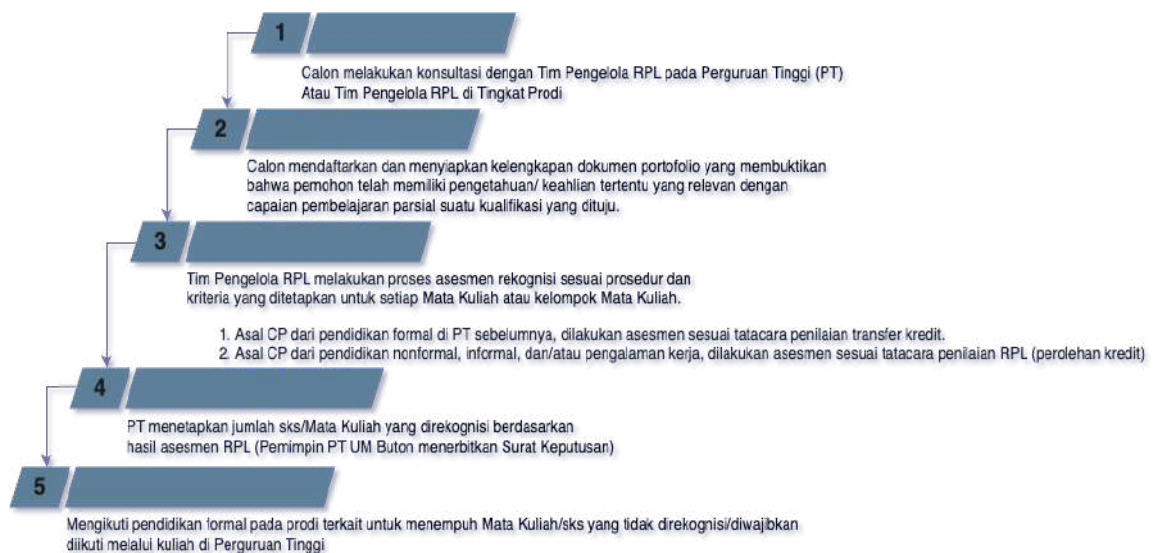 1
Calon melakukan konsultasi dengan Tim Pengelola RPL pada Perguruan Tinggi (PT)
Atau Tim Pengelola RPL di Tingkat Prodi
2
Calon mendaftarkan dan menyiapkan kelengkapan dokumen portofolio yang membuktikan
bahwa pemohon telah memiliki pengetahuan/ keahlian tertentu yang relevan dengan
capaian pembelajaran parsial suatu kualifikasi yang dituju.
3
Tim Pengelola RPL melakukan proses asesmen rekognisi sesuai prosedur dan
kriteria yang ditetapkan untuk setiap Mata Kuliah atau kelompok Mata Kuliah.
1. Asal CP dari pendidikan formal di PT sebelumnya, dilakukan asesmen sesuai tatacara penilaian transfer kredit.
2. Asal CP dari pendidikan nonformal, informal, dan/atau pengalaman kerja, dilakukan asesmen sesuai tatacara penilaian RPL (perolehan kredit)
4
PT menetapkan jumlah sks/Mata Kuliah yang direkognisi berdasarkan
hasil asesmen RPL (Pemimpin PT UM Buton menerbitkan Surat Keputusan)
5
Mengikuti pendidikan formal pada prodi terkait untuk menempuh Mata Kuliah/sks yang tidak direkognisi/diwajibkan
diikuti melalui kuliah di Perguruan Tinggi